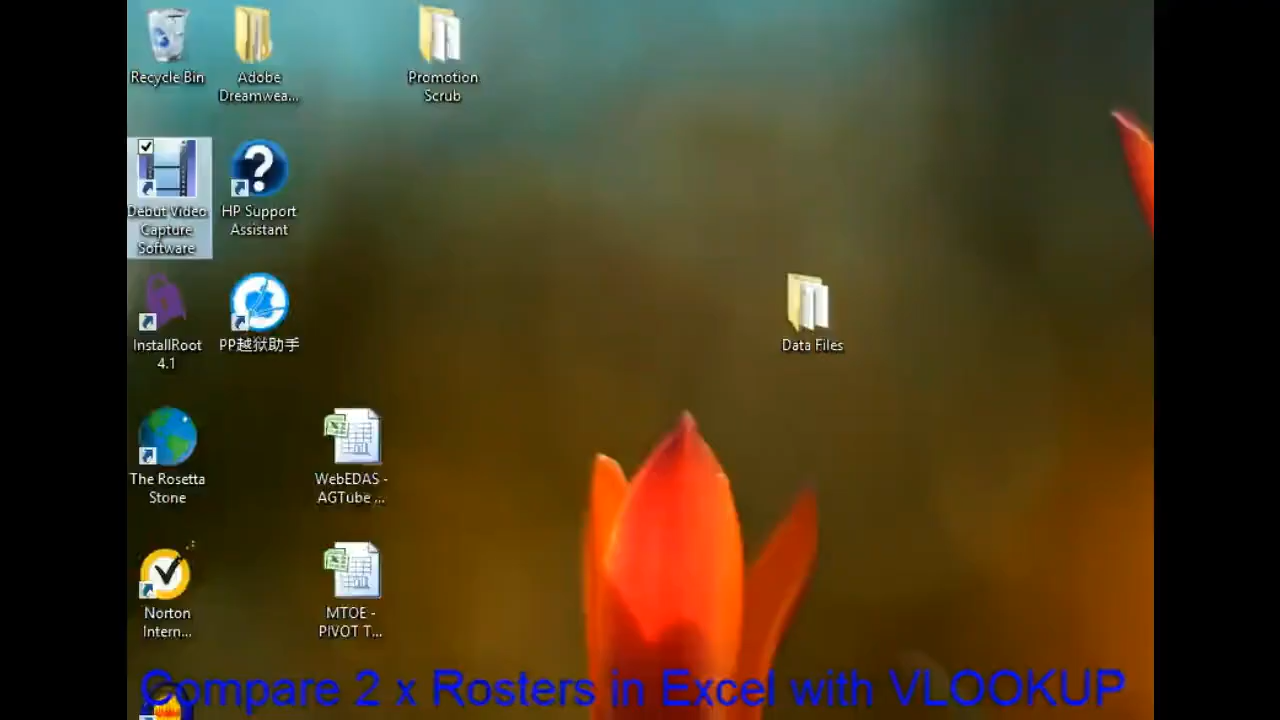 Recycle Bin
Adobe
Dreamwea...
Promotion
Scrub
Debut Video
Capture
Software
HP Support
Assistant
InstallRoot
4.1
PP越狱助手
Data Files
The Rosetta
Stone
WebEDAS -
AGTube ...
Norton
Intern...
MTOE -
PIVOT T...
Compare 2 x Rosters in Excel with VLOOKUP